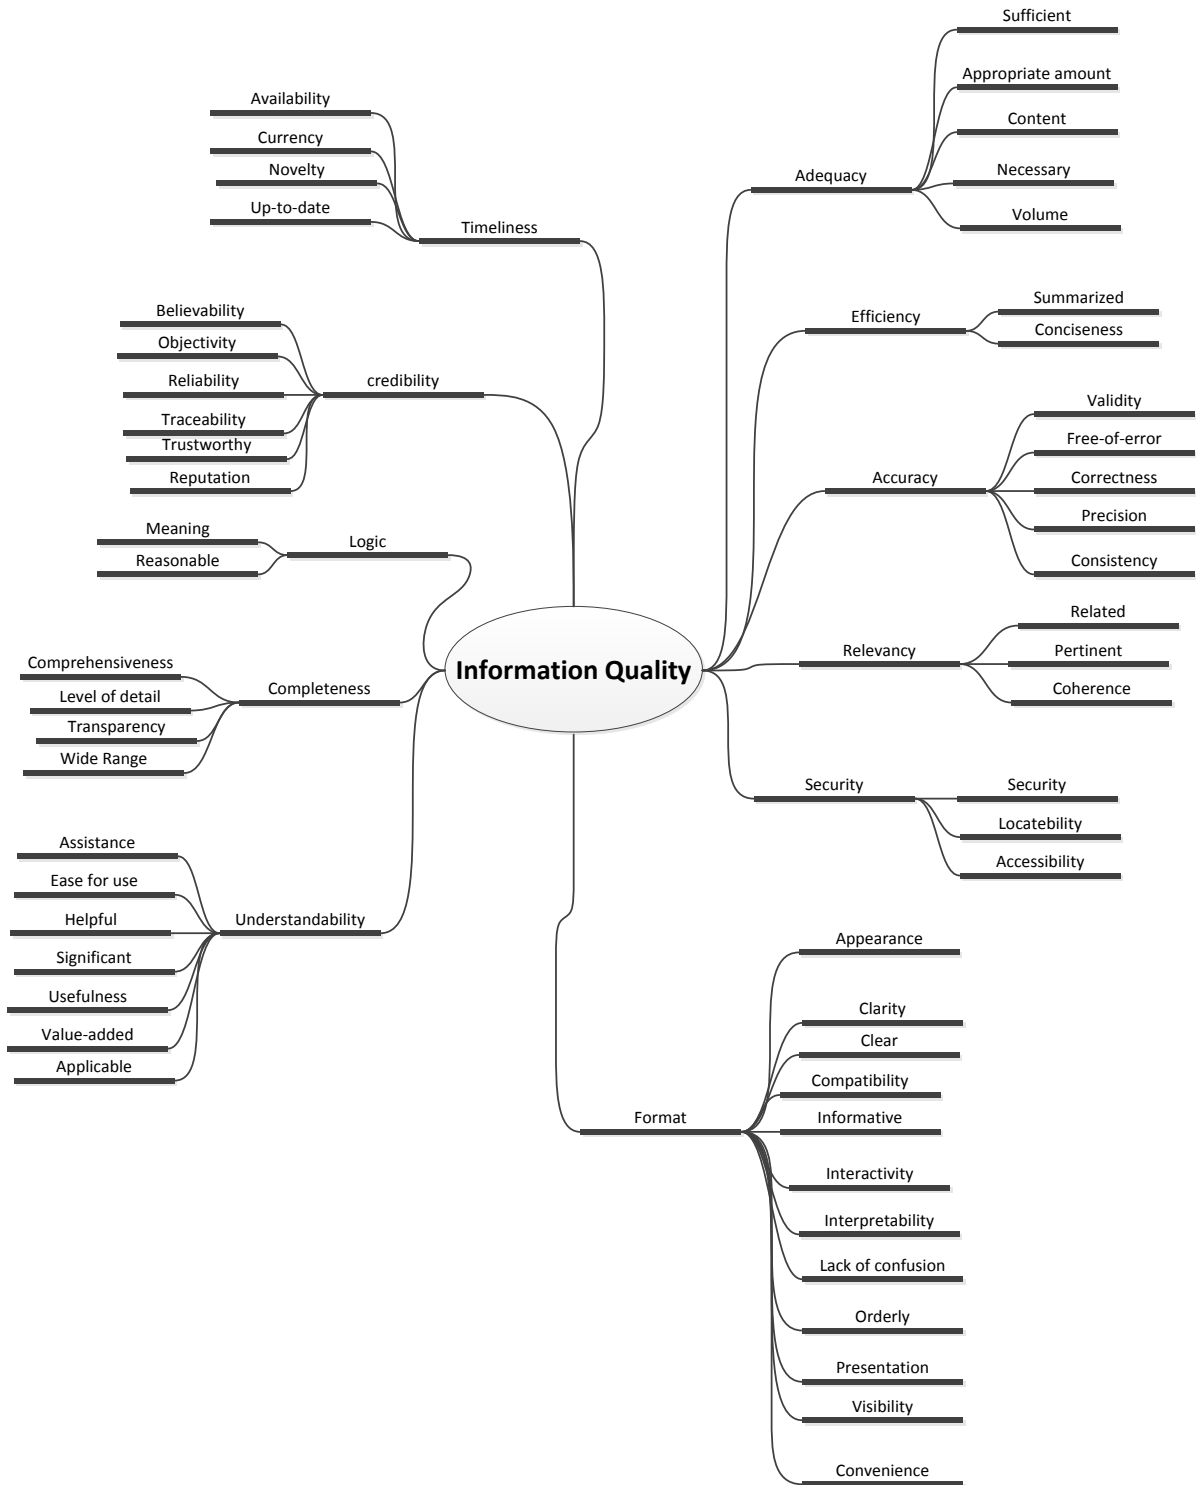 Information Quality
Timeliness
Availability
Currency
Novelty
Up-to-date
credibility
Believability
Objectivity
Reliability
Traceability
Trustworthy
Reputation
Logic
Meaning
Reasonable
Completeness
Comprehensiveness
Level of detail
Transparency
Wide Range
Understandability
Assistance
Ease for use
Helpful
Significant
Usefulness
Value-added
Applicable
Adequacy
Sufficient
Appropriate amount
Content
Necessary
Volume
Efficiency
Summarized
Conciseness
Accuracy
Validity
Free-of-error
Correctness
Precision
Consistency
Relevancy
Related
Pertinent
Coherence
Security
Security
Locatebility
Accessibility
Format
Appearance
Clarity
Clear
Compatibility
Informative
Interactivity
Interpretability
Lack of confusion
Orderly
Presentation
Visibility
Convenience